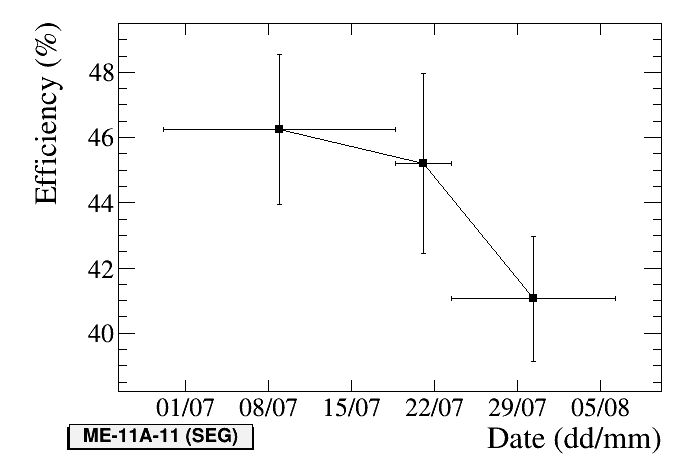 Efficiency (%)
48
46
44
42
40
01/07 08/07 15/07 22/07 29/07 05/08
ME-11A-11 (SEG)
Date (dd/mm)